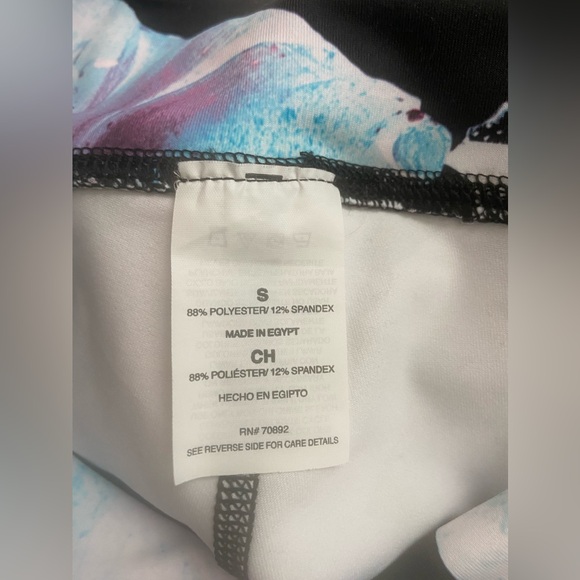 S
88% POLYESTER/ 12% SPANDEX
MADE IN EGYPT
CH
88% POLIÉSTER/ 12% SPANDEX
HECHO EN EGIPTO
RN# 70892
SEE REVERSE SIDE FOR CARE DETAILS